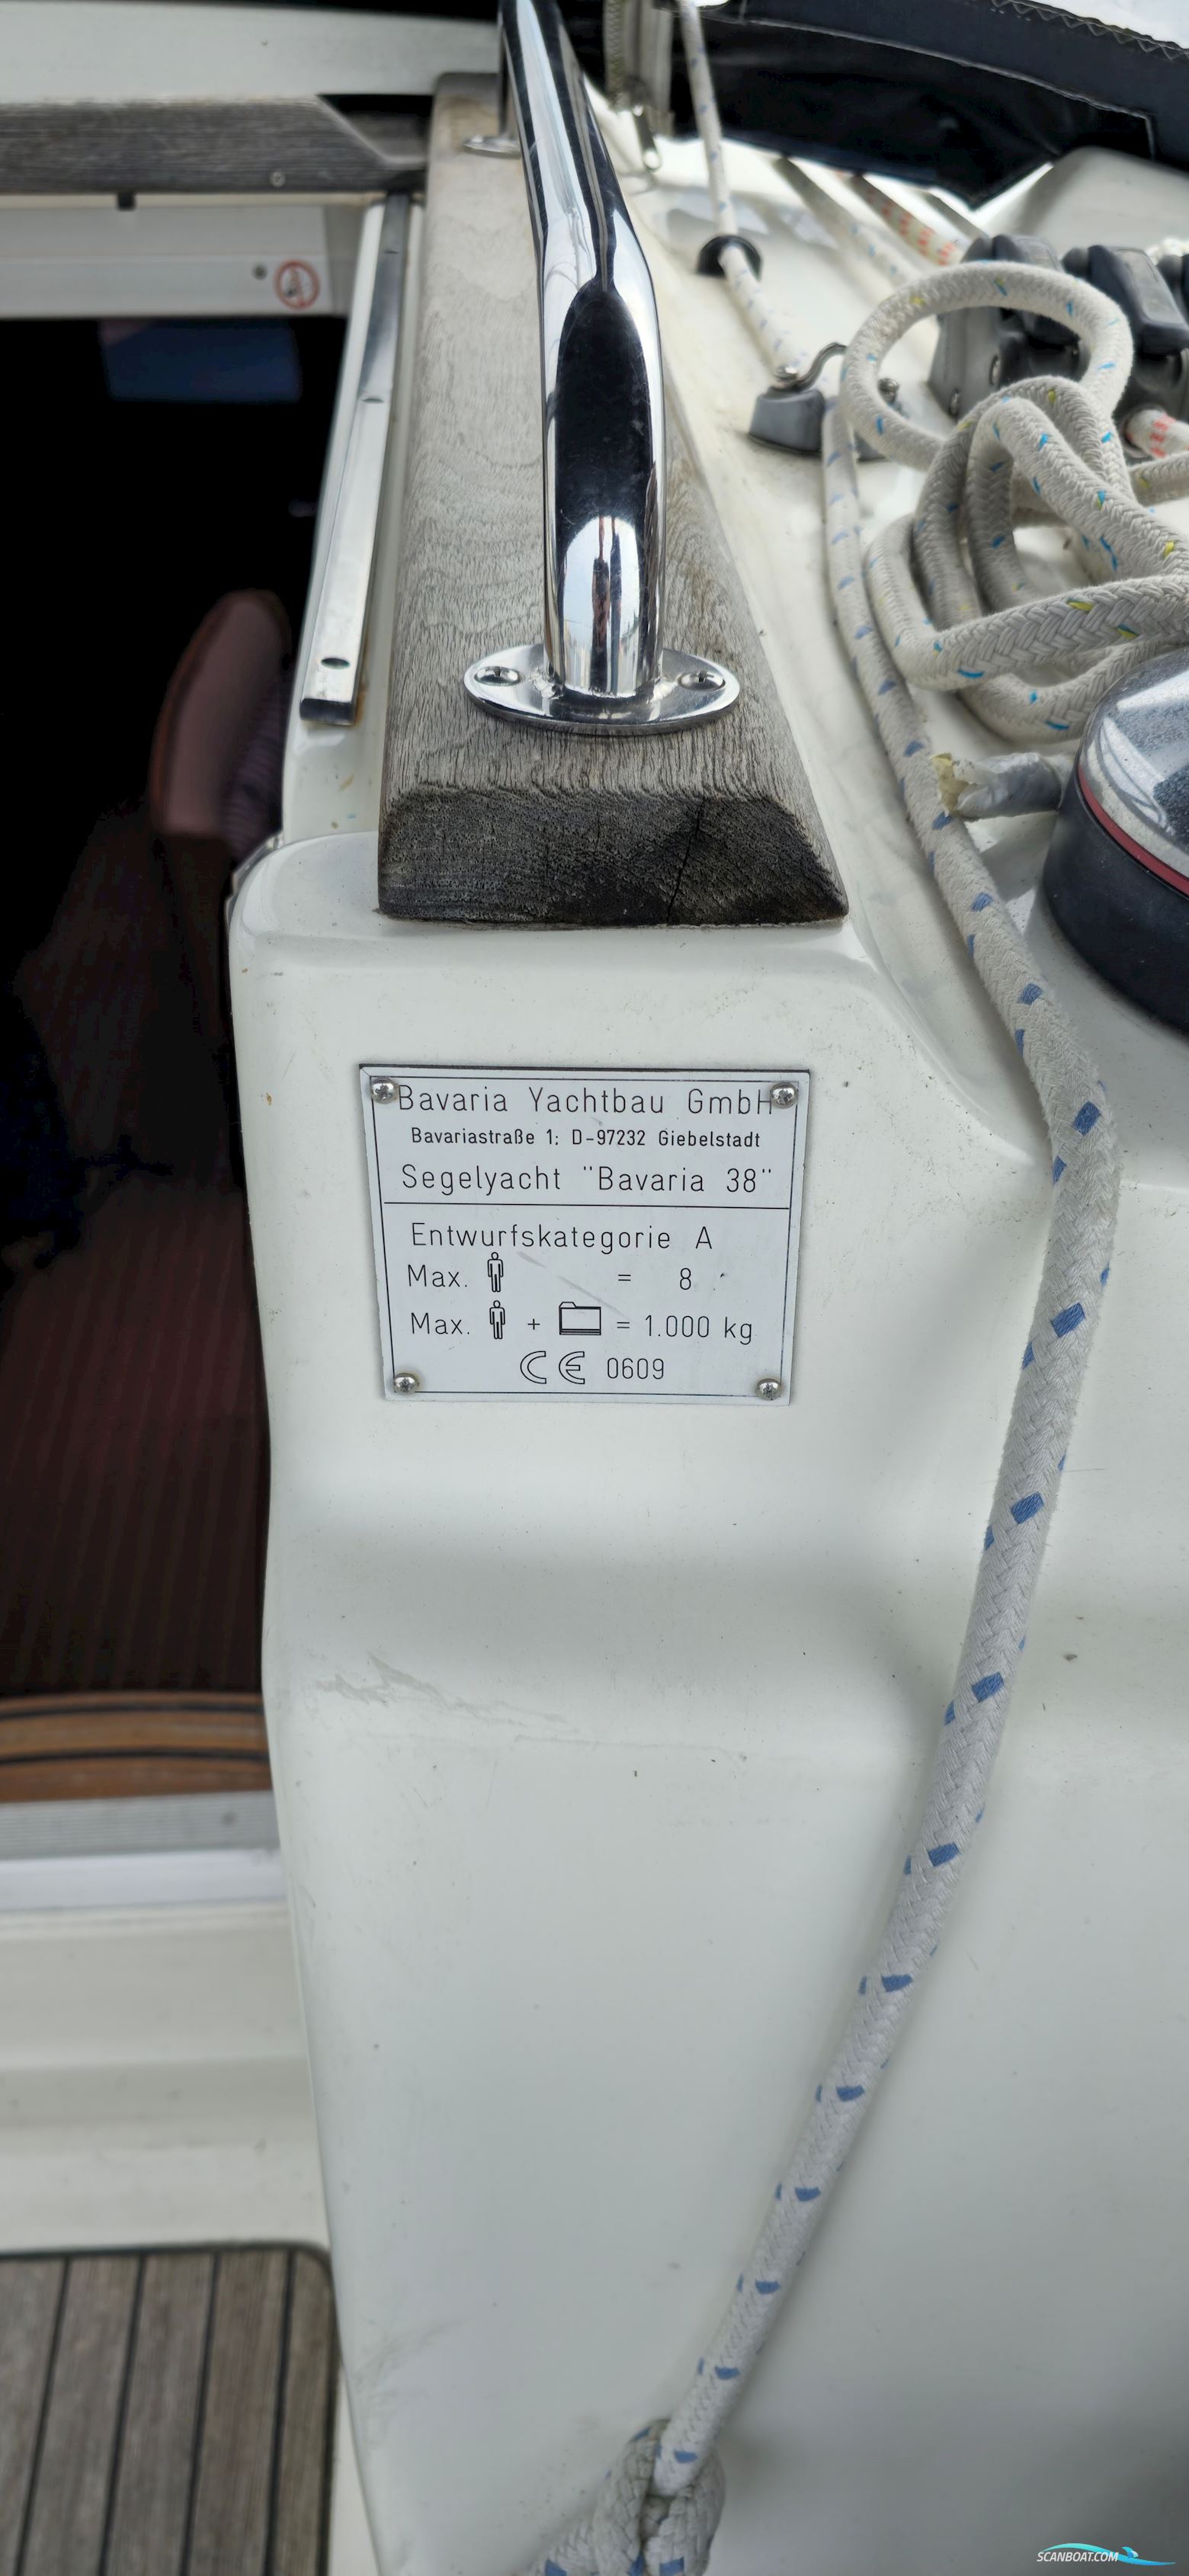 Bavaria Yachtbau GmbH
Bavariastraße 1; D-97232 Giebelstadt
Segelyacht "Bavaria 38"
Entwurfskategorie A
Max. = 8
Max. + = 1.000 kg
CE 0609
SCANBOAT.COM